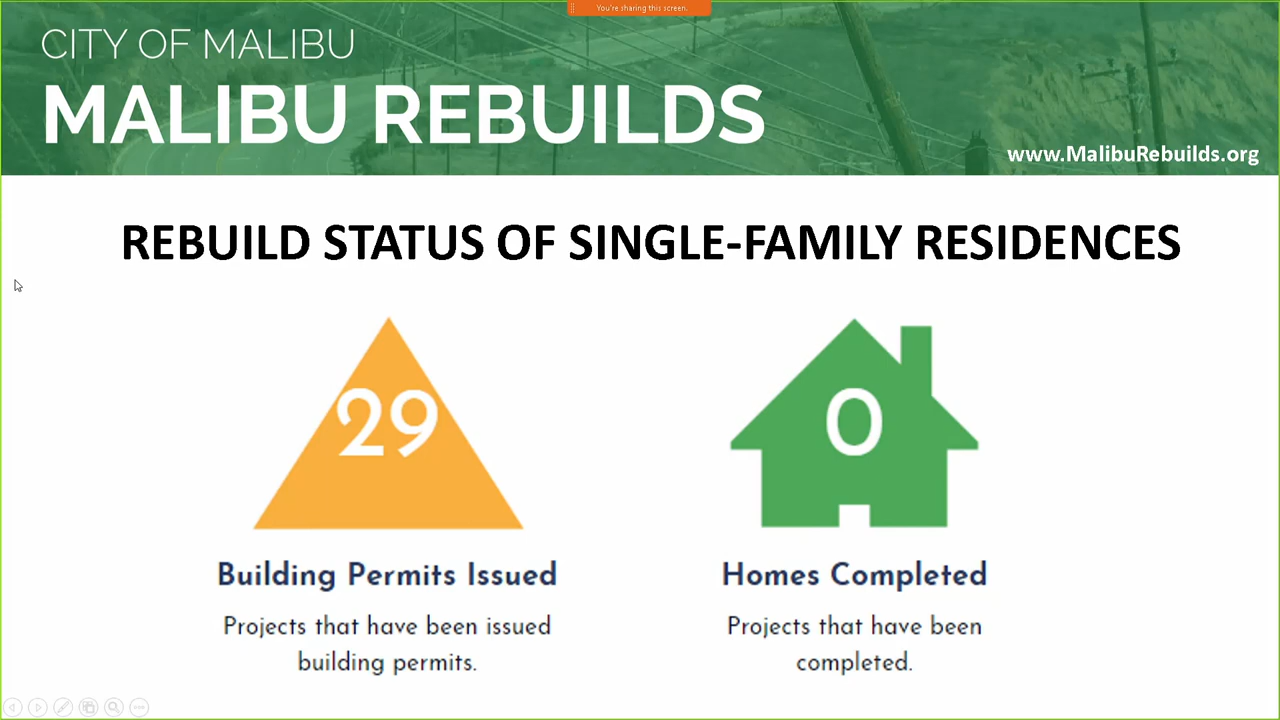 You're sharing this screen.
CITY OF MALIBU
MALIBU REBUILDS
www.MalibuRebuilds.org
REBUILD STATUS OF SINGLE-FAMILY RESIDENCES
29
0
Building Permits Issued
Homes Completed
Projects that have been issued
building permits.
Projects that have been
completed.